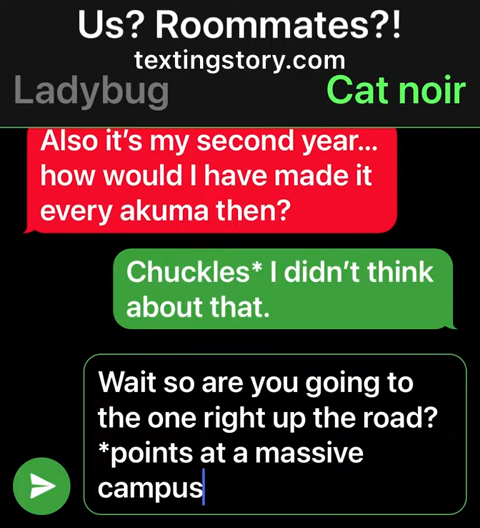 Us? Roommates?!
textingstory.com
Ladybug
Cat noir
Also it’s my second year...
how would I have made it
every akuma then?
Chuckles* I didn’t think
about that.
Wait so are you going to
the one right up the road?
*points at a massive
campus